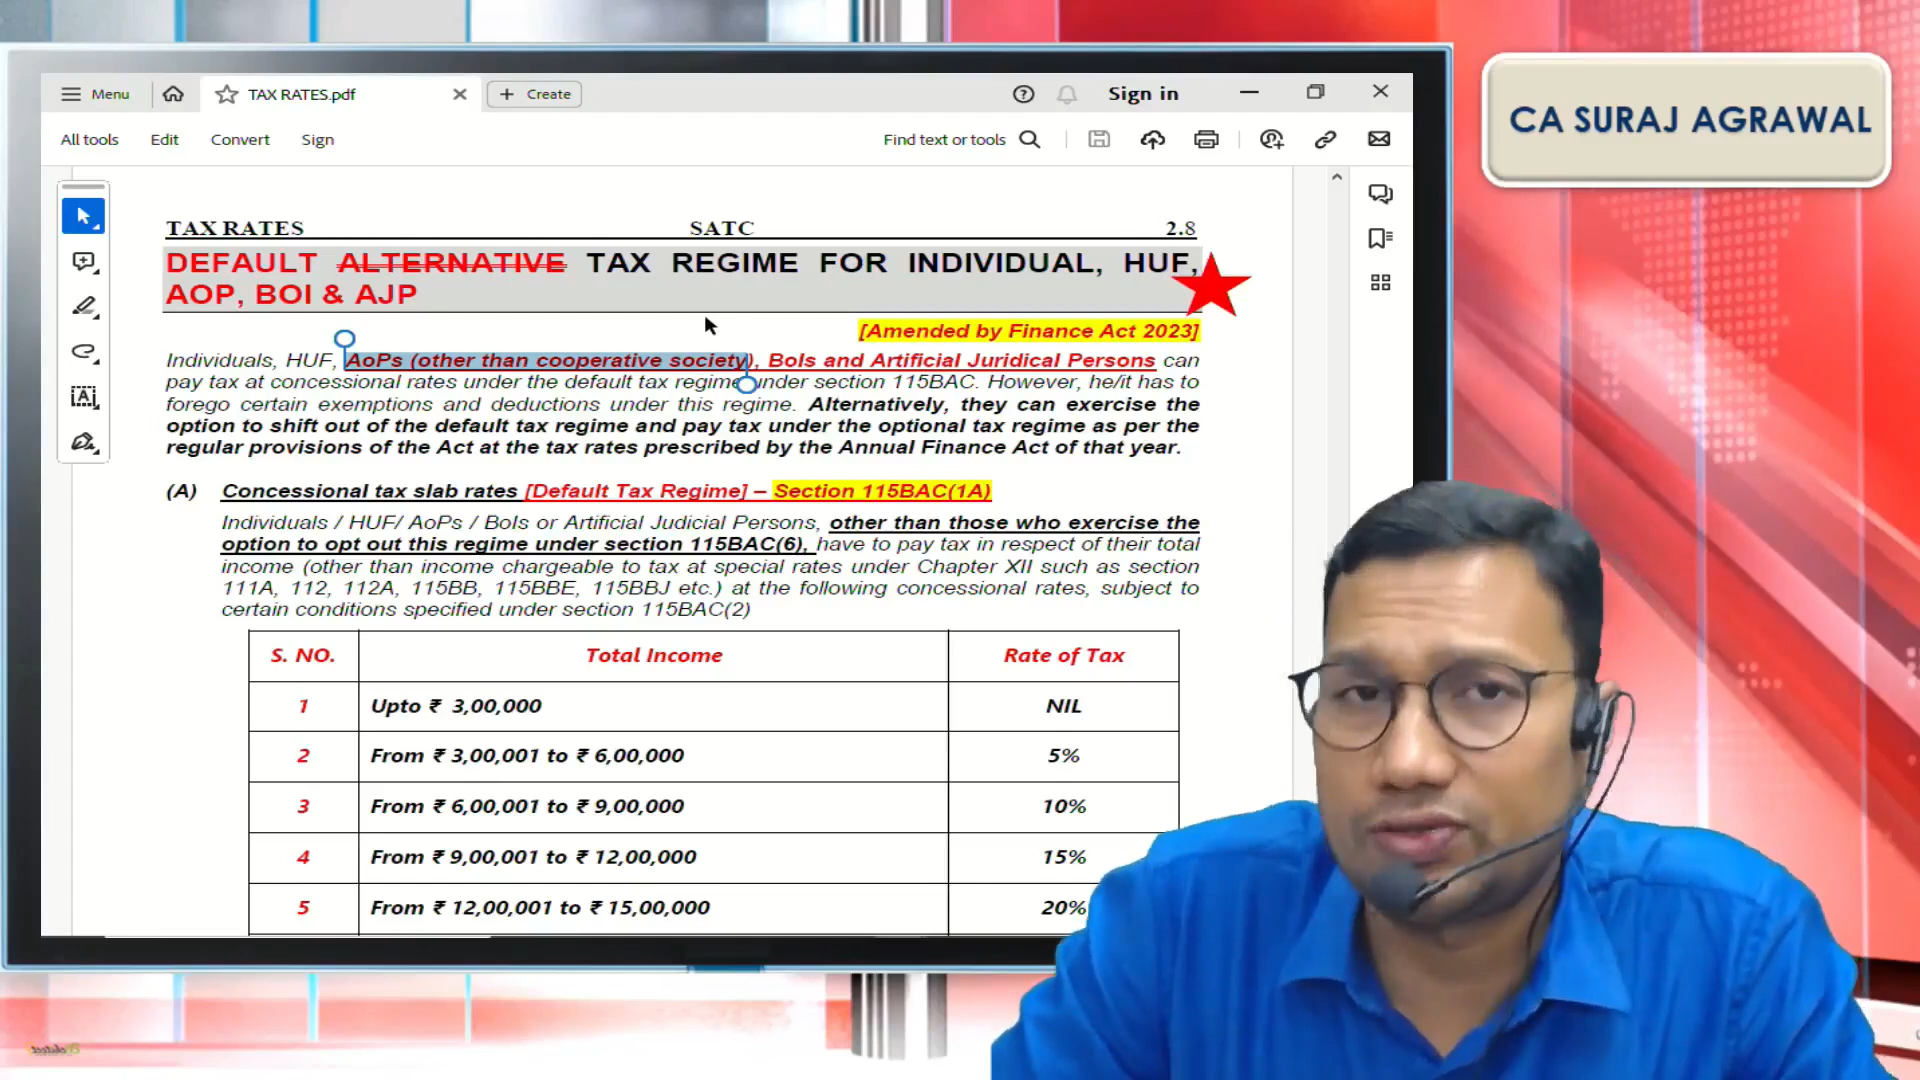 Menu
TAX RATES.pdf
Create
Sign in
All tools
Edit
Convert
Sign
Find text or tools
CA SURAJ AGRAWAL
TAX RATES SATC 2.8
DEFAULT ALTERNATIVE TAX REGIME FOR INDIVIDUAL, HUF,
AOP, BOI & AJP
[Amended by Finance Act 2023]
Individuals, HUF, AoPs (other than cooperative society), BoIs and Artificial Juridical Persons can
pay tax at concessional rates under the default tax regime under section 115BAC. However, he/it has to
forego certain exemptions and deductions under this regime. Alternatively, they can exercise the
option to shift out of the default tax regime and pay tax under the optional tax regime as per the
regular provisions of the Act at the tax rates prescribed by the Annual Finance Act of that year.
(A) Concessional tax slab rates [Default Tax Regime] – Section 115BAC(1A)
Individuals / HUF/ AoPs / BoIs or Artificial Judicial Persons, other than those who exercise the
option to opt out this regime under section 115BAC(6), have to pay tax in respect of their total
income (other than income chargeable to tax at special rates under Chapter XII such as section
111A, 112, 112A, 115BB, 115BBE, 115BBJ etc.) at the following concessional rates, subject to
certain conditions specified under section 115BAC(2)
S. NO. Total Income Rate of Tax
1 Upto ₹ 3,00,000 NIL
2 From ₹ 3,00,001 to ₹ 6,00,000 5%
3 From ₹ 6,00,001 to ₹ 9,00,000 10%
4 From ₹ 9,00,001 to ₹ 12,00,000 15%
5 From ₹ 12,00,001 to ₹ 15,00,000 20%